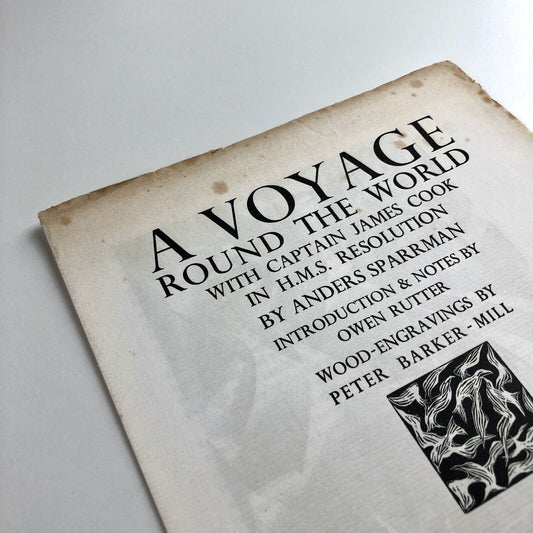 A VOYAGE
ROUND THE WORLD
WITH CAPTAIN JAMES COOK
IN H.M.S. RESOLUTION
BY ANDERS SPARRMAN
INTRODUCTION & NOTES BY
OWEN RUTTER
WOOD-ENGRAVINGS BY
PETER BARKER-MILL